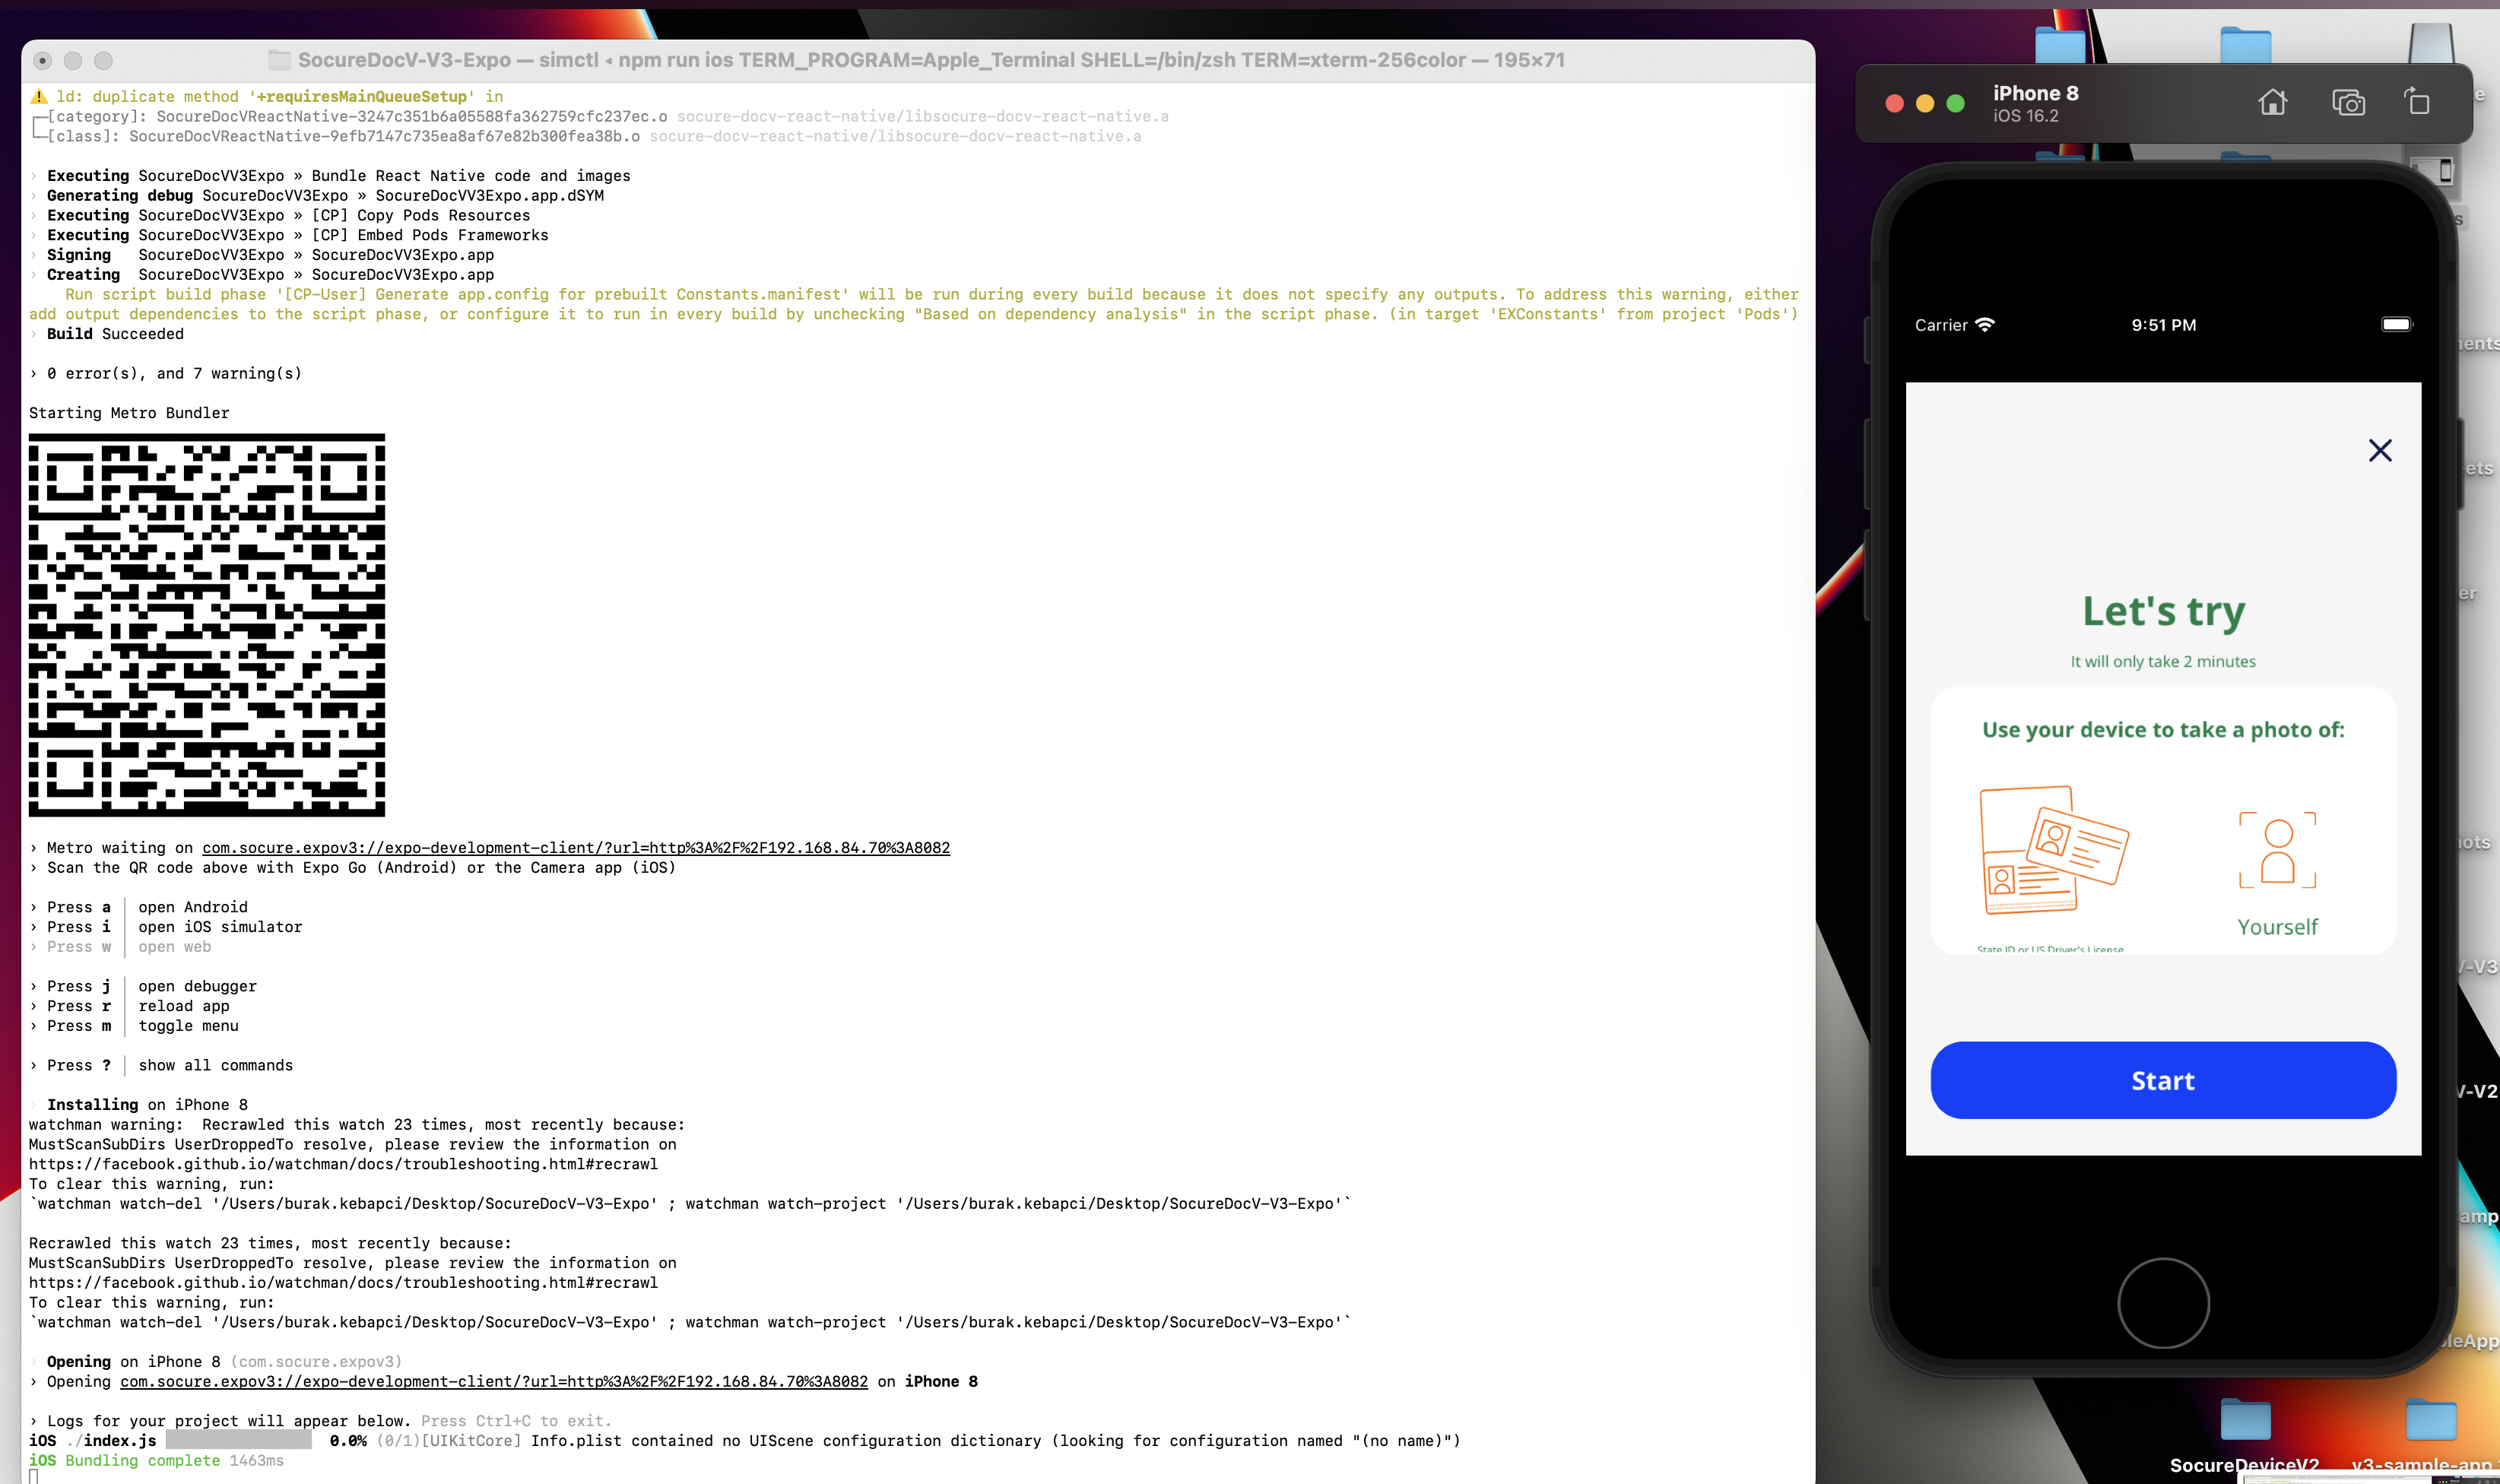 SocureDocV-V3-Expo — simctl ◂ npm run ios TERM_PROGRAM=Apple_Terminal SHELL=/bin/zsh TERM=xterm-256color — 195×71
⚠️ ld: duplicate method '+requiresMainQueueSetup' in
┌─[category]: SocureDocVReactNative-3247c351b6a05588fa362759cfc237ec.o socure-docv-react-native/libsocure-docv-react-native.a
└─[class]: SocureDocVReactNative-9efb7147c735ea8af67e82b300fea38b.o socure-docv-react-native/libsocure-docv-react-native.a
› Executing SocureDocVV3Expo » Bundle React Native code and images
› Generating debug SocureDocVV3Expo » SocureDocVV3Expo.app.dSYM
› Executing SocureDocVV3Expo » [CP] Copy Pods Resources
› Executing SocureDocVV3Expo » [CP] Embed Pods Frameworks
› Signing   SocureDocVV3Expo » SocureDocVV3Expo.app
› Creating  SocureDocVV3Expo » SocureDocVV3Expo.app
Run script build phase '[CP-User] Generate app.config for prebuilt Constants.manifest' will be run during every build because it does not specify any outputs. To address this warning, either
add output dependencies to the script phase, or configure it to run in every build by unchecking "Based on dependency analysis" in the script phase. (in target 'EXConstants' from project 'Pods')
› Build Succeeded
› 0 error(s), and 7 warning(s)
Starting Metro Bundler
› Metro waiting on com.socure.expov3://expo-development-client/?url=http%3A%2F%2F192.168.84.70%3A8082
› Scan the QR code above with Expo Go (Android) or the Camera app (iOS)
› Press a │ open Android
› Press i │ open iOS simulator
› Press w │ open web
› Press j │ open debugger
› Press r │ reload app
› Press m │ toggle menu
› Press ? │ show all commands
› Installing on iPhone 8
watchman warning:  Recrawled this watch 23 times, most recently because:
MustScanSubDirs UserDroppedTo resolve, please review the information on
https://facebook.github.io/watchman/docs/troubleshooting.html#recrawl
To clear this warning, run:
`watchman watch-del '/Users/burak.kebapci/Desktop/SocureDocV-V3-Expo' ; watchman watch-project '/Users/burak.kebapci/Desktop/SocureDocV-V3-Expo'`
Recrawled this watch 23 times, most recently because:
MustScanSubDirs UserDroppedTo resolve, please review the information on
https://facebook.github.io/watchman/docs/troubleshooting.html#recrawl
To clear this warning, run:
`watchman watch-del '/Users/burak.kebapci/Desktop/SocureDocV-V3-Expo' ; watchman watch-project '/Users/burak.kebapci/Desktop/SocureDocV-V3-Expo'`
› Opening on iPhone 8 (com.socure.expov3)
› Opening com.socure.expov3://expo-development-client/?url=http%3A%2F%2F192.168.84.70%3A8082 on iPhone 8
› Logs for your project will appear below. Press Ctrl+C to exit.
iOS ./index.js 0.0% (0/1)[UIKitCore] Info.plist contained no UIScene configuration dictionary (looking for configuration named "(no name)")
iOS Bundling complete 1463ms
iPhone 8
iOS 16.2
Carrier 9:51 PM
Let's try
It will only take 2 minutes
Use your device to take a photo of:
Yourself
State ID or US Driver's License
Start
SocureDeviceV2 v3-sample-app